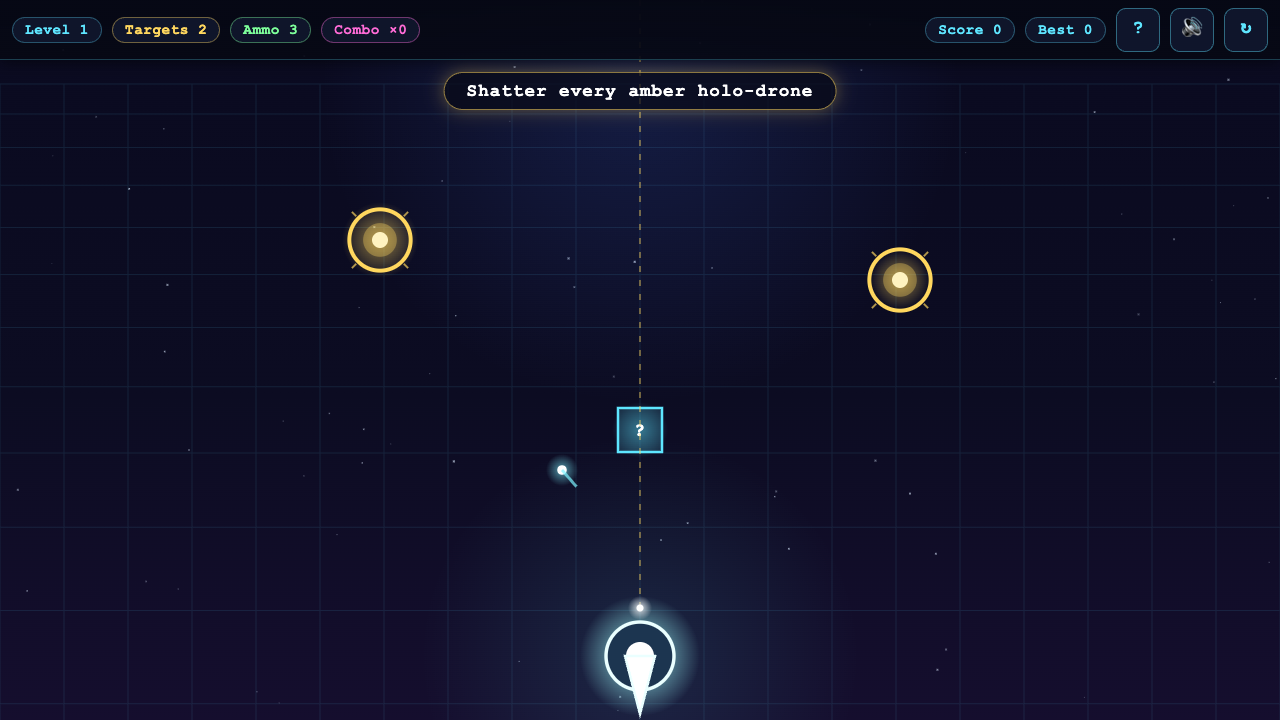 Level 1
Targets 2
Ammo 3
Combo ×0
Score 0
Best 0
?
↻
Shatter every amber holo-drone
?